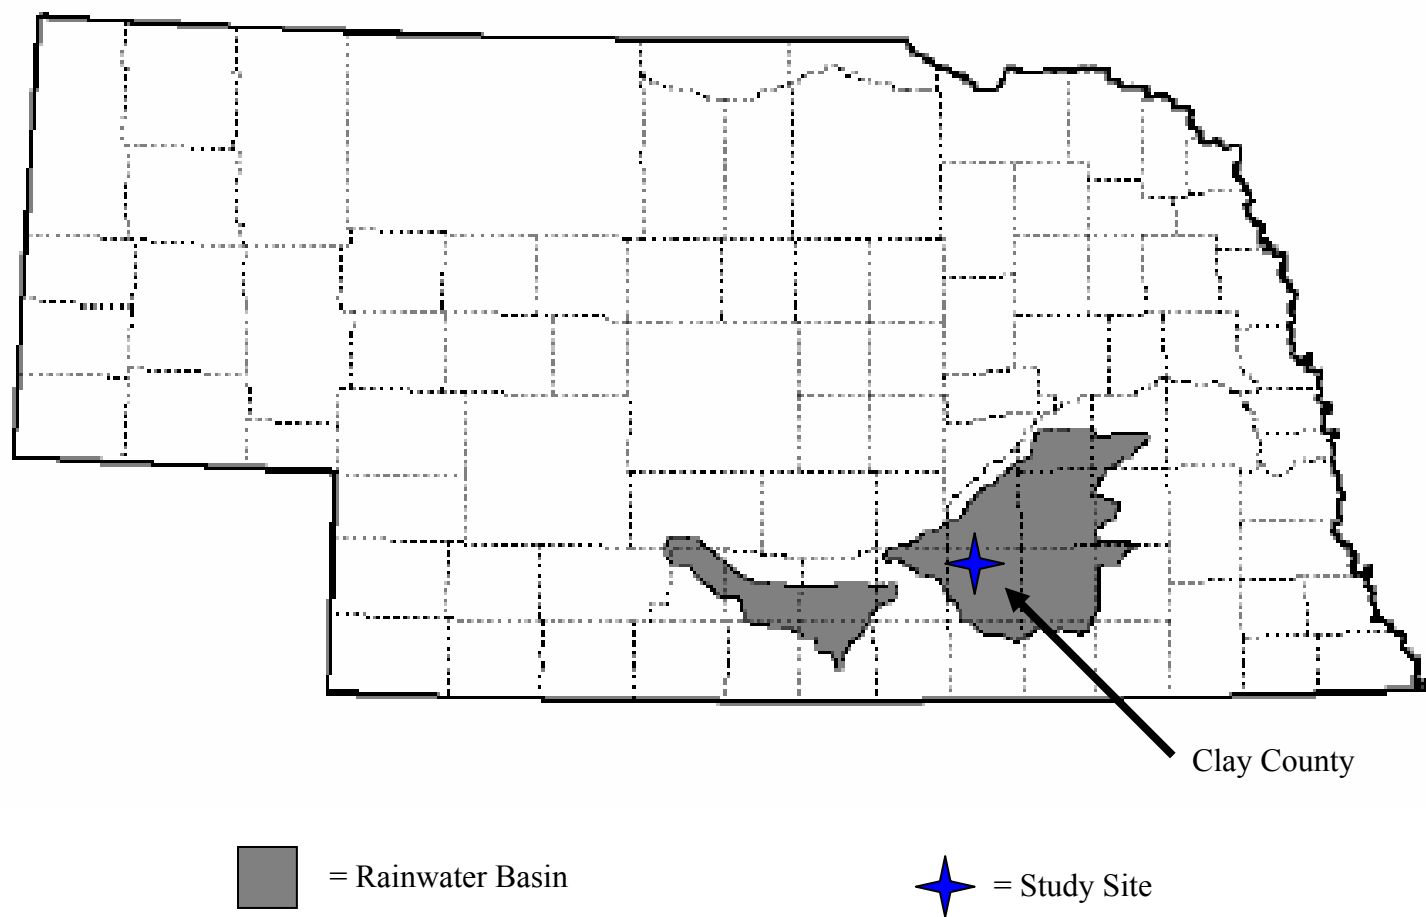 Clay County
= Rainwater Basin
= Study Site